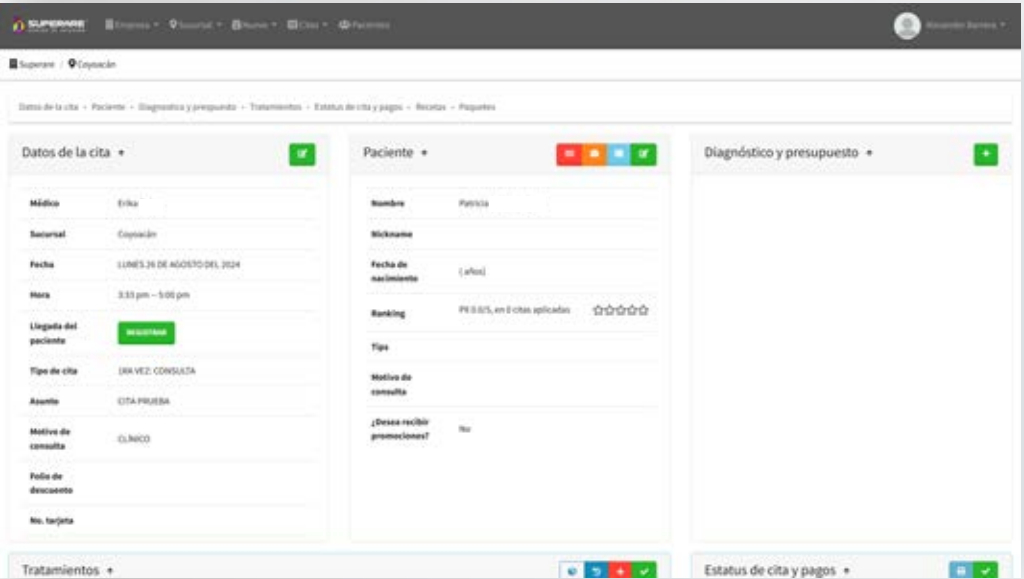 SUPERARE
Empresa Sucursal Nuevo Citas Pacientes
Alexander Barrera
Superare / Coyoacán
Datos de la cita - Paciente - Diagnostica y prespuesto - Tratamientos - Estatus de cita y pagos - Recetas - Paquetes
Datos de la cita
Médico Erika
Sucursal Coyoacán
Fecha LUNES 26 DE AGOSTO DEL 2024
Hora 3:33 pm – 5:00 pm
Llegada del paciente REGISTRAR
Tipo de cita 1RA VEZ: CONSULTA
Asunto CITA PRUEBA
Motivo de consulta CLÍNICO
Folio de descuento
No. tarjeta
Paciente
Nombre Patricia
Nickname
Fecha de nacimiento ( años)
Ranking 0.0/5, en 0 citas aplicadas
Tips
Motivo de consulta
¿Desea recibir promociones? No
Diagnóstico y presupuesto
Tratamientos
Estatus de cita y pagos